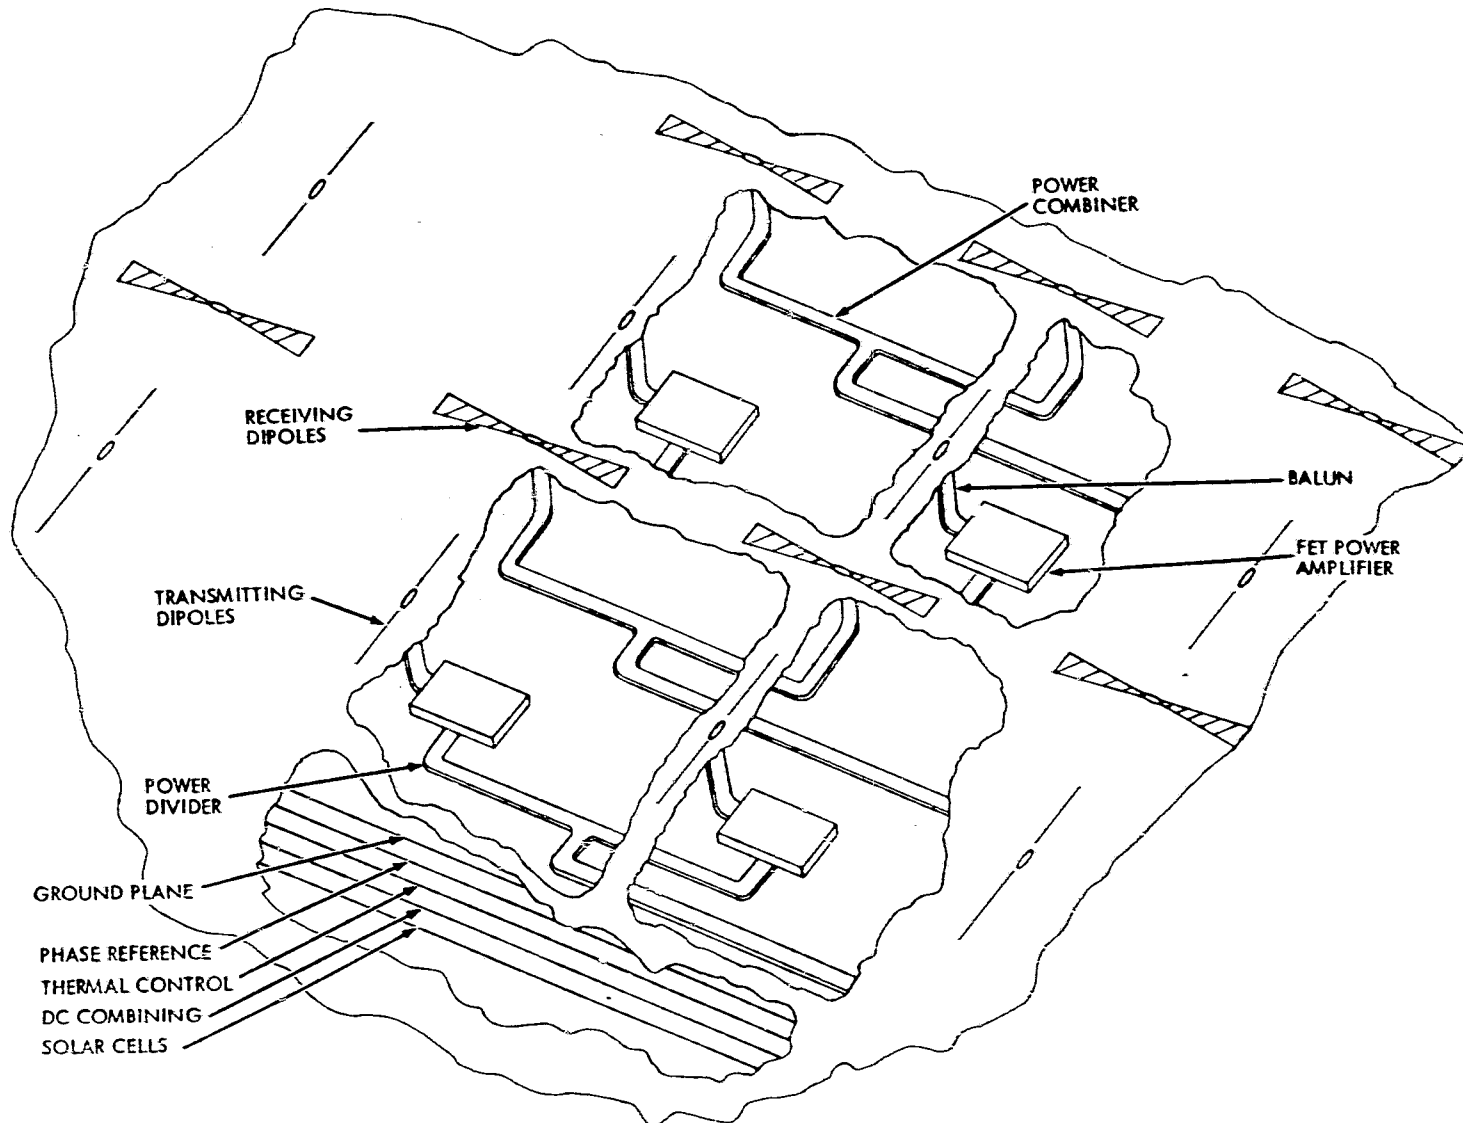 POWER
COMBINER
RECEIVING
DIPOLES
BALUN
FET POWER
AMPLIFIER
TRANSMITTING
DIPOLES
POWER
DIVIDER
GROUND PLANE
PHASE REFERENCE
THERMAL CONTROL
DC COMBINING
SOLAR CELLS